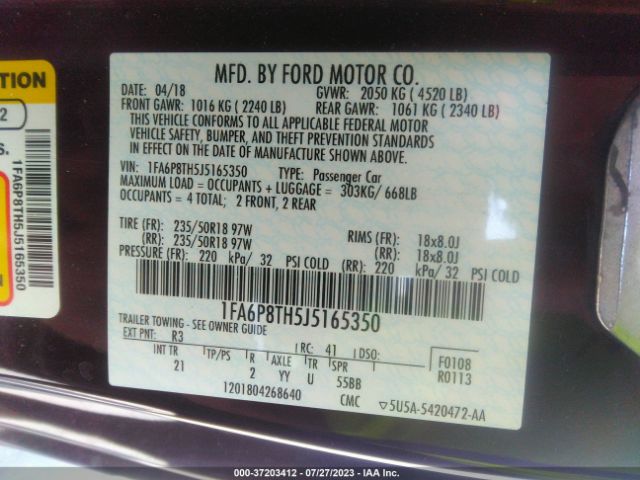 MFD. BY FORD MOTOR CO.
DATE: 04/18 GVWR: 2050 KG ( 4520 LB)
FRONT GAWR: 1016 KG ( 2240 LB) REAR GAWR: 1061 KG ( 2340 LB)
THIS VEHICLE CONFORMS TO ALL APPLICABLE FEDERAL MOTOR
VEHICLE SAFETY, BUMPER, AND THEFT PREVENTION STANDARDS
IN EFFECT ON THE DATE OF MANUFACTURE SHOWN ABOVE.
VIN: 1FA6P8TH5J5165350 TYPE: Passenger Car
MAXIMUM LOAD = OCCUPANTS + LUGGAGE = 303KG/ 668LB
OCCUPANTS = 4 TOTAL; 2 FRONT, 2 REAR
TIRE (FR): 235/50R18 97W RIMS (FR): 18x8.0J
(RR): 235/50R18 97W (RR): 18x8.0J
PRESSURE (FR): 220 kPa/ 32 PSI COLD (RR): 220 kPa/ 32 PSI COLD
1FA6P8TH5J5165350
TRAILER TOWING - SEE OWNER GUIDE
EXT PNT: R3 RC: 41 DSO: F0108
INT TR TP/PS R AXLE TR SPR R0113
21 2 YY U 55BB
1201804268640 CMC ▽5U5A-5420472-AA
TION
2
S.
1FA6P8TH5J5165350
000-37203412 - 07/27/2023 - IAA Inc.